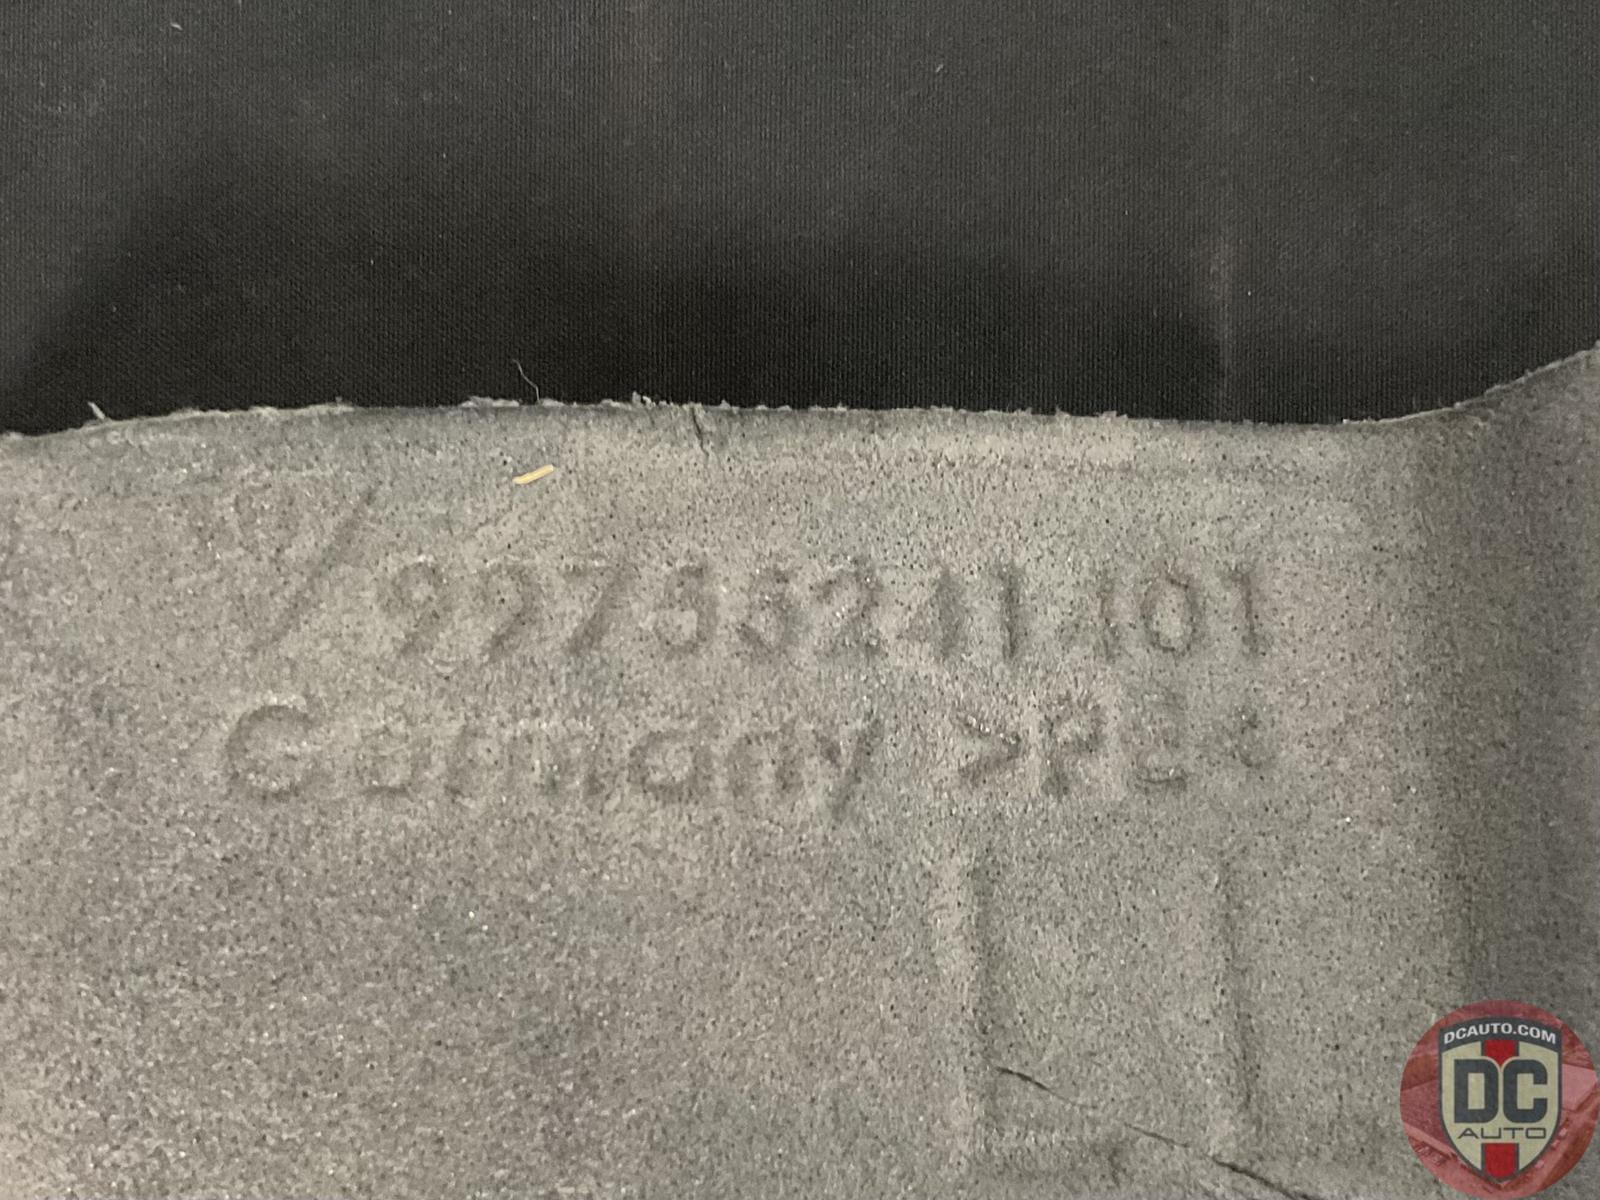 99755241101
Germany >P
DCAUTO.COM
DC
AUTO